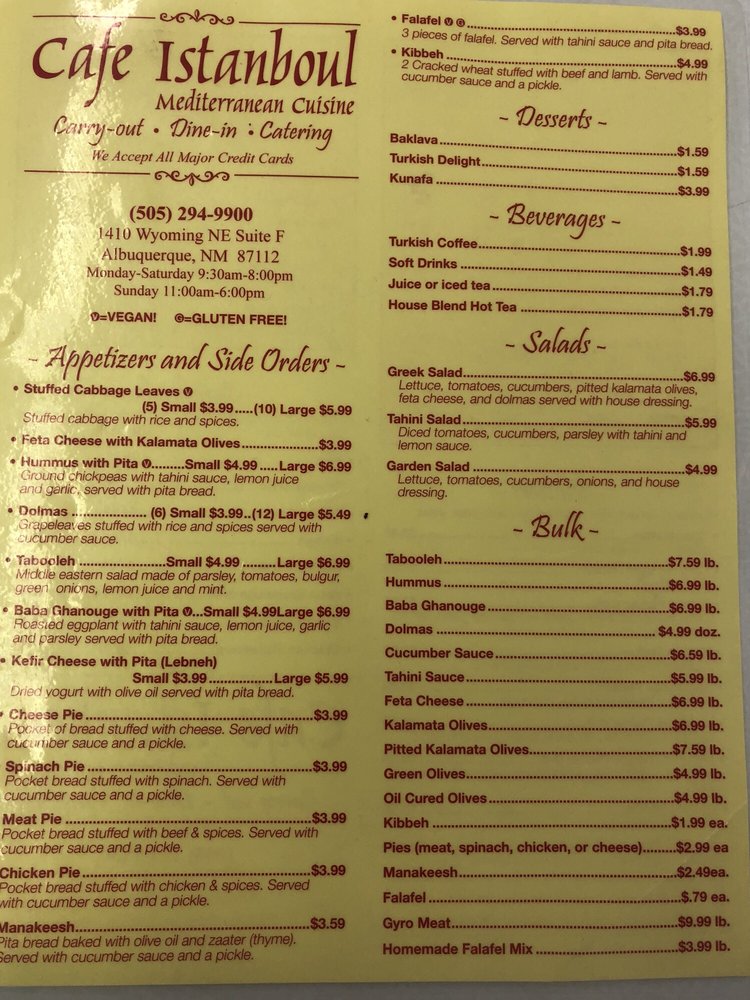 Cafe Istanboul
Mediterranean Cuisine
Carry-out • Dine-in • Catering
We Accept All Major Credit Cards
(505) 294-9900
1410 Wyoming NE Suite F
Albuquerque, NM 87112
Monday-Saturday 9:30am-8:00pm
Sunday 11:00am-6:00pm
Ⓥ=VEGAN! Ⓖ=GLUTEN FREE!
~ Appetizers and Side Orders ~
• Stuffed Cabbage Leaves Ⓥ
(5) Small $3.99.....(10) Large $5.99
Stuffed cabbage with rice and spices.
• Feta Cheese with Kalamata Olives....................$3.99
• Hummus with Pita Ⓥ.........Small $4.99 .....Large $6.99
Ground chickpeas with tahini sauce, lemon juice
and garlic, served with pita bread.
• Dolmas .................. (6) Small $3.99..(12) Large $5.49
Grapeleaves stuffed with rice and spices served with
cucumber sauce.
• Tabooleh .......................Small $4.99 .........Large $6.99
Middle eastern salad made of parsley, tomatoes, bulgur,
green onions, lemon juice and mint.
• Baba Ghanouge with Pita Ⓥ...Small $4.99Large $6.99
Roasted eggplant with tahini sauce, lemon juice, garlic
and parsley served with pita bread.
• Kefir Cheese with Pita (Lebneh)
Small $3.99................Large $5.99
Dried yogurt with olive oil served with pita bread.
• Cheese Pie.......................................................$3.99
Pocket of bread stuffed with cheese. Served with
cucumber sauce and a pickle.
Spinach Pie.......................................................$3.99
Pocket bread stuffed with spinach. Served with
cucumber sauce and a pickle.
Meat Pie ...........................................................$3.99
Pocket bread stuffed with beef & spices. Served with
cucumber sauce and a pickle.
Chicken Pie.......................................................$3.99
Pocket bread stuffed with chicken & spices. Served
with cucumber sauce and a pickle.
Manakeesh........................................................$3.59
Pita bread baked with olive oil and zaater (thyme).
Served with cucumber sauce and a pickle.
• Falafel Ⓥ Ⓖ....................................................$3.99
3 pieces of falafel. Served with tahini sauce and pita bread.
• Kibbeh ..........................................................$4.99
2 Cracked wheat stuffed with beef and lamb. Served with
cucumber sauce and a pickle.
~ Desserts ~
Baklava............................................................$1.59
Turkish Delight..................................................$1.59
Kunafa .............................................................$3.99
~ Beverages ~
Turkish Coffee...................................................$1.99
Soft Drinks .......................................................$1.49
Juice or iced tea................................................$1.79
House Blend Hot Tea .........................................$1.79
~ Salads ~
Greek Salad......................................................$6.99
Lettuce, tomatoes, cucumbers, pitted kalamata olives,
feta cheese, and dolmas served with house dressing.
Tahini Salad......................................................$5.99
Diced tomatoes, cucumbers, parsley with tahini and
lemon sauce.
Garden Salad ...................................................$4.99
Lettuce, tomatoes, cucumbers, onions, and house
dressing.
~ Bulk ~
Tabooleh........................................................$7.59 lb.
Hummus ........................................................$6.99 lb.
Baba Ghanouge..............................................$6.99 lb.
Dolmas ........................................................ $4.99 doz.
Cucumber Sauce............................................$6.59 lb.
Tahini Sauce...................................................$5.99 lb.
Feta Cheese ...................................................$6.99 lb.
Kalamata Olives..............................................$6.99 lb.
Pitted Kalamata Olives....................................$7.59 lb.
Green Olives...................................................$4.99 lb.
Oil Cured Olives..............................................$4.99 lb.
Kibbeh ...........................................................$1.99 ea.
Pies (meat, spinach, chicken, or cheese).........$2.99 ea
Manakeesh.....................................................$2.49ea.
Falafel .............................................................$.79 ea.
Gyro Meat.......................................................$9.99 lb.
Homemade Falafel Mix ...................................$3.99 lb.